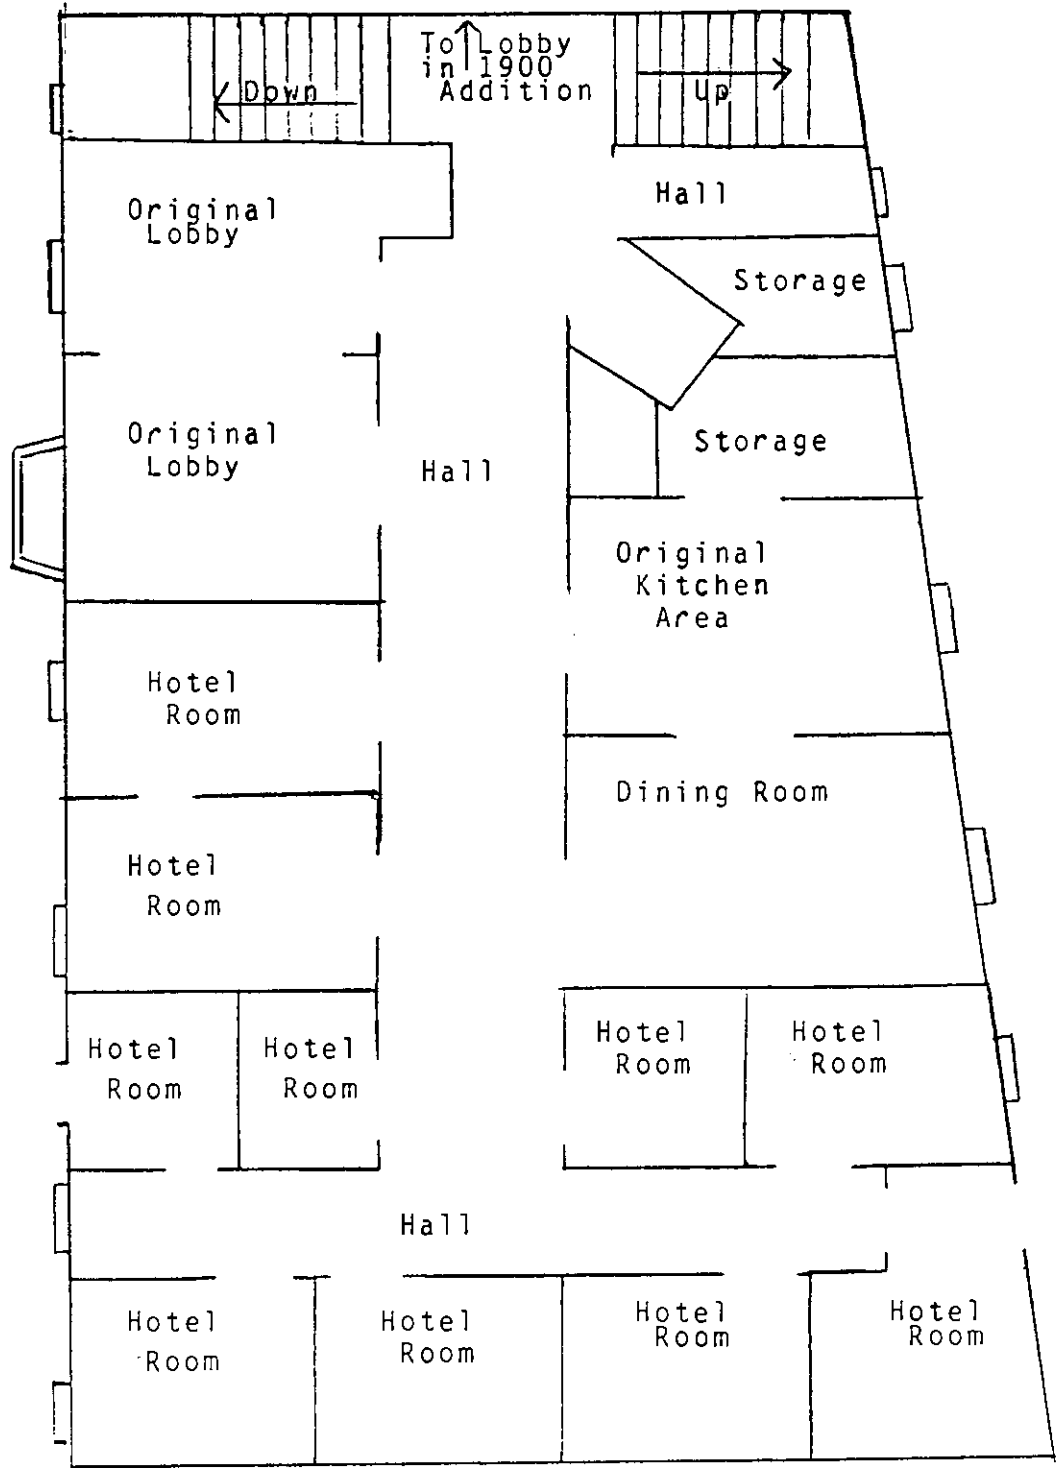 To Lobby
in 1900
Addition
Down
Up
Original
Lobby
Hall
Storage
Original
Lobby
Hall
Storage
Original
Kitchen
Area
Hotel
Room
Dining Room
Hotel
Room
Hotel
Room
Hotel
Room
Hotel
Room
Hotel
Room
Hall
Hotel
Room
Hotel
Room
Hotel
Room
Hotel
Room